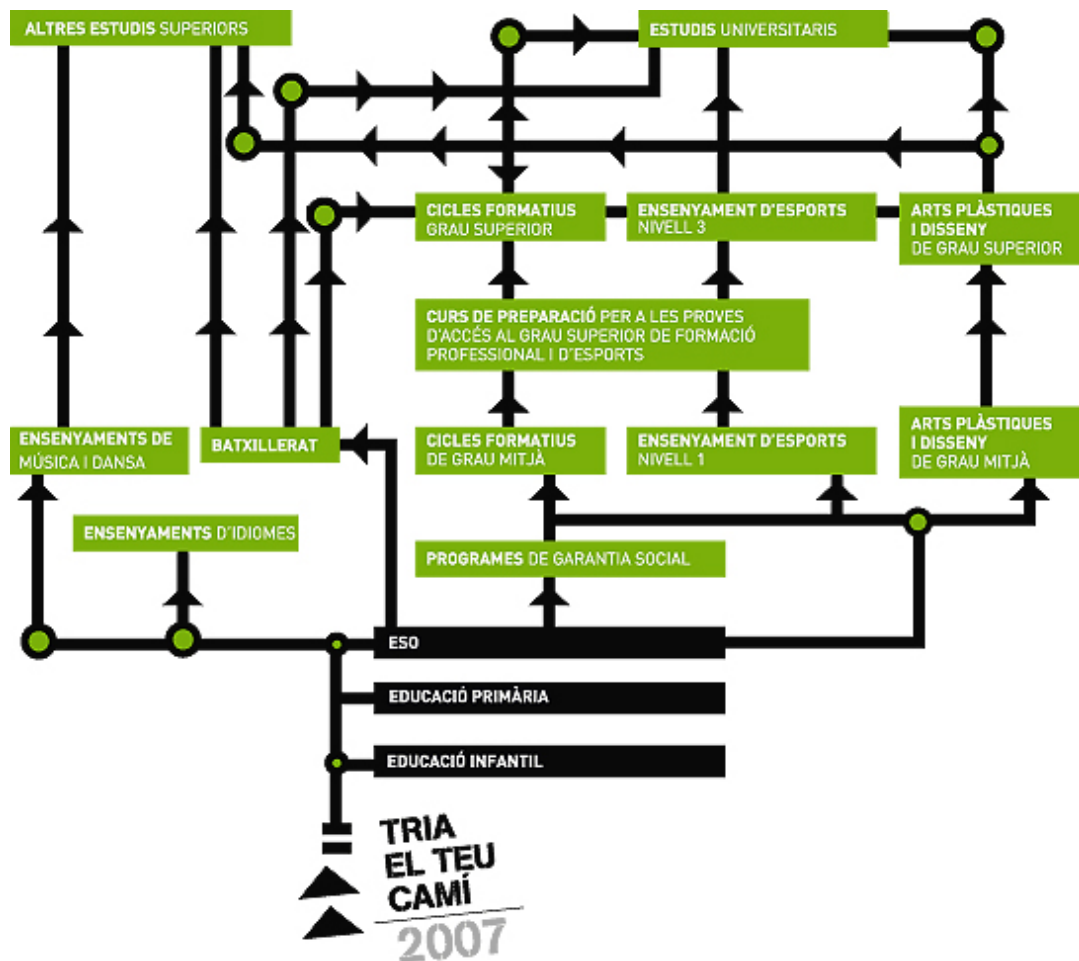 ALTRES ESTUDIS SUPERIORS
ESTUDIS UNIVERSITARIS
CICLES FORMATIUS
GRAU SUPERIOR
ENSENYAMENT D'ESPORTS
NIVELL 3
ARTS PLÀSTIQUES
I DISSENY
DE GRAU SUPERIOR
CURS DE PREPARACIÓ PER A LES PROVES
D'ACCÉS AL GRAU SUPERIOR DE FORMACIÓ
PROFESSIONAL I D'ESPORTS
ENSENYAMENTS DE
MÚSICA I DANSA
BATXILLERAT
CICLES FORMATIUS
DE GRAU MITJÀ
ENSENYAMENT D'ESPORTS
NIVELL 1
ARTS PLÀSTIQUES
I DISSENY
DE GRAU MITJÀ
ENSENYAMENTS D'IDIOMES
PROGRAMES DE GARANTIA SOCIAL
ESO
EDUCACIÓ PRIMÀRIA
EDUCACIÓ INFANTIL
TRIA
EL TEU
CAMÍ
2007